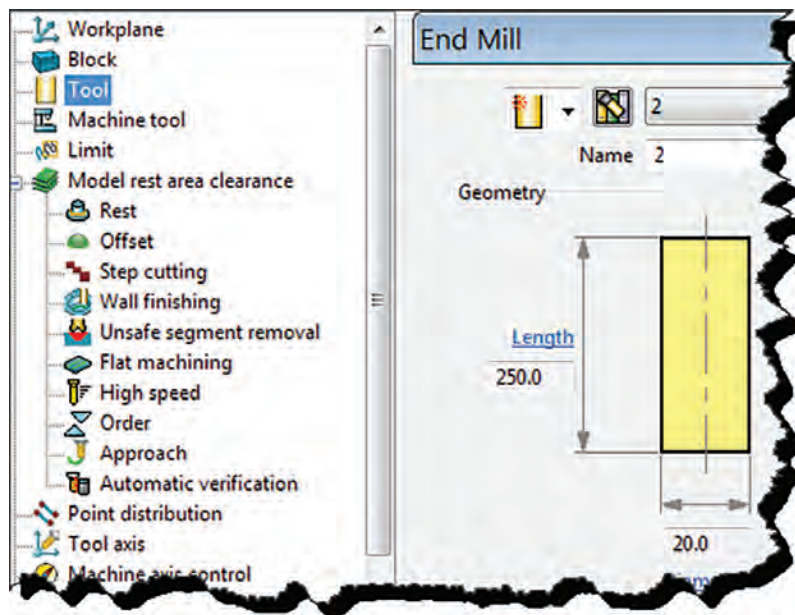 Workplane
Block
Tool
Machine tool
Limit
Model rest area clearance
Rest
Offset
Step cutting
Wall finishing
Unsafe segment removal
Flat machining
High speed
Order
Approach
Automatic verification
Point distribution
Tool axis
Machine axis control
End Mill
2
Name 2
Geometry
Length
250.0
20.0